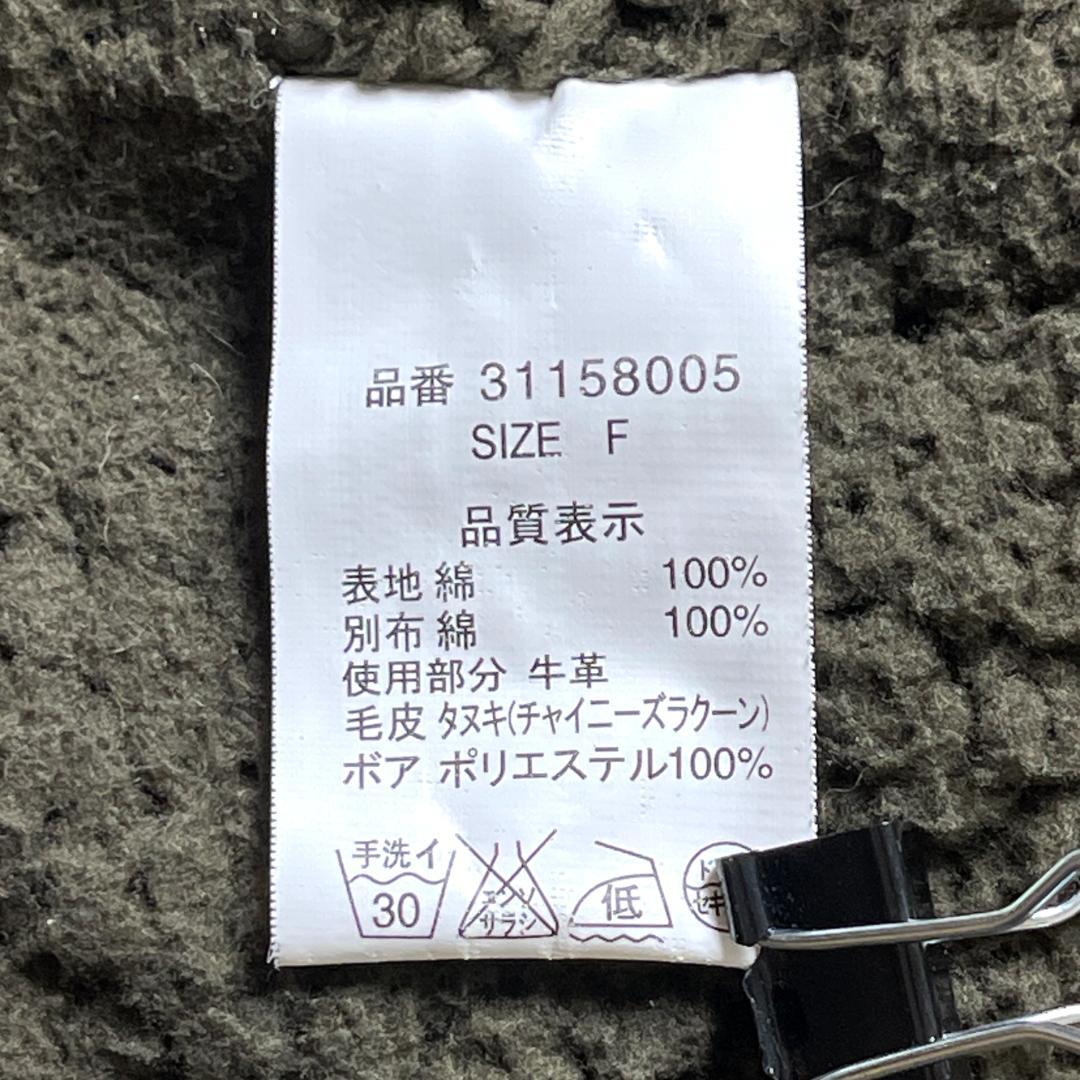 品番 31158005
SIZE F
品質表示
表地 綿 100%
別布 綿 100%
使用部分 牛革
毛皮 タヌキ(チャイニーズラクーン)
ボア ポリエステル100%
手洗イ
30
エンソ
サラシ
低
ド
セキ